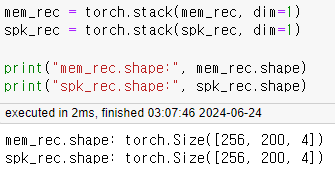 mem_rec = torch.stack(mem_rec, dim=1)
spk_rec = torch.stack(spk_rec, dim=1)
print("mem_rec.shape:", mem_rec.shape)
print("spk_rec.shape:", spk_rec.shape)
executed in 2ms, finished 03:07:46 2024-06-24
mem_rec.shape: torch.Size([256, 200, 4])
spk_rec.shape: torch.Size([256, 200, 4])